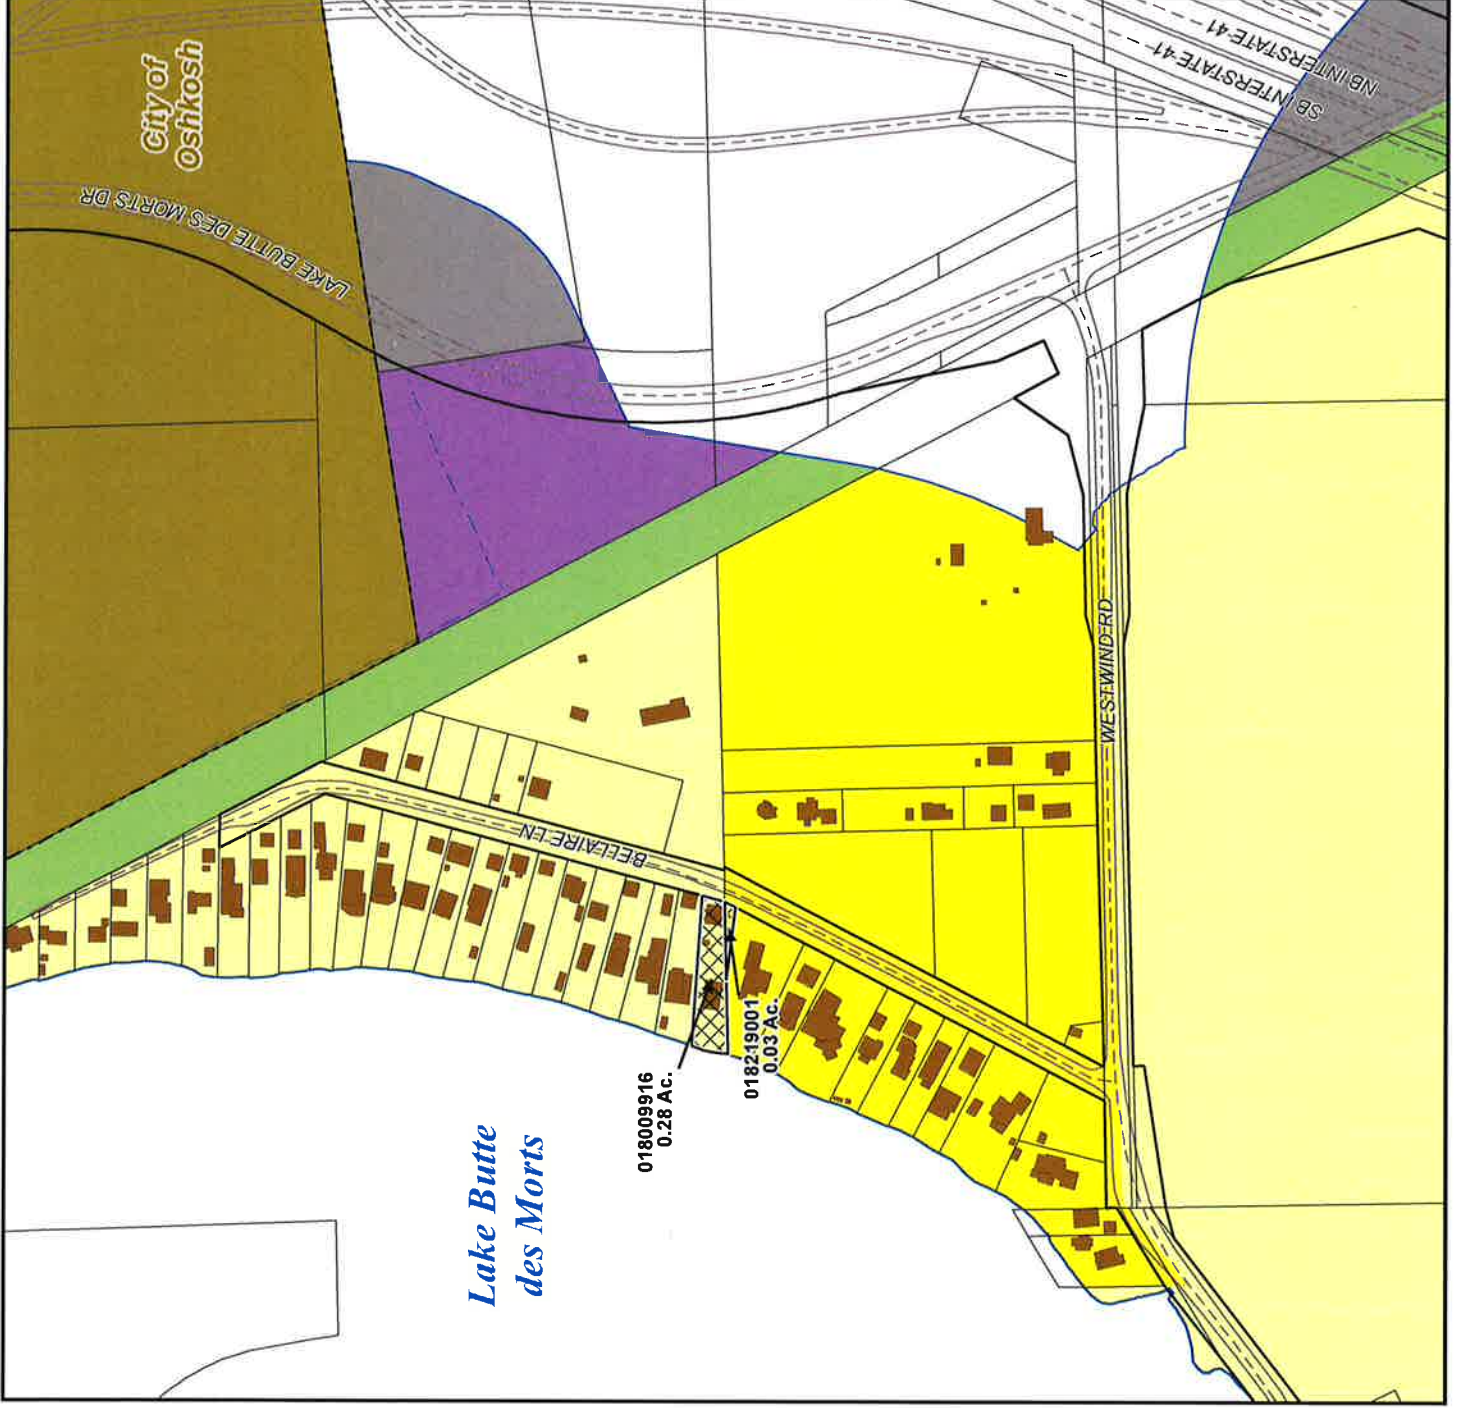 City of
Oshkosh
LAKE BUTTE DES MORTS DR
NB INTERSTATE 41
SB INTERSTATE 41
WESTWIND RD
BELLAIRE LN
018009916
0.28 Ac.
018219001
0.03 Ac.
Lake Butte
des Morts